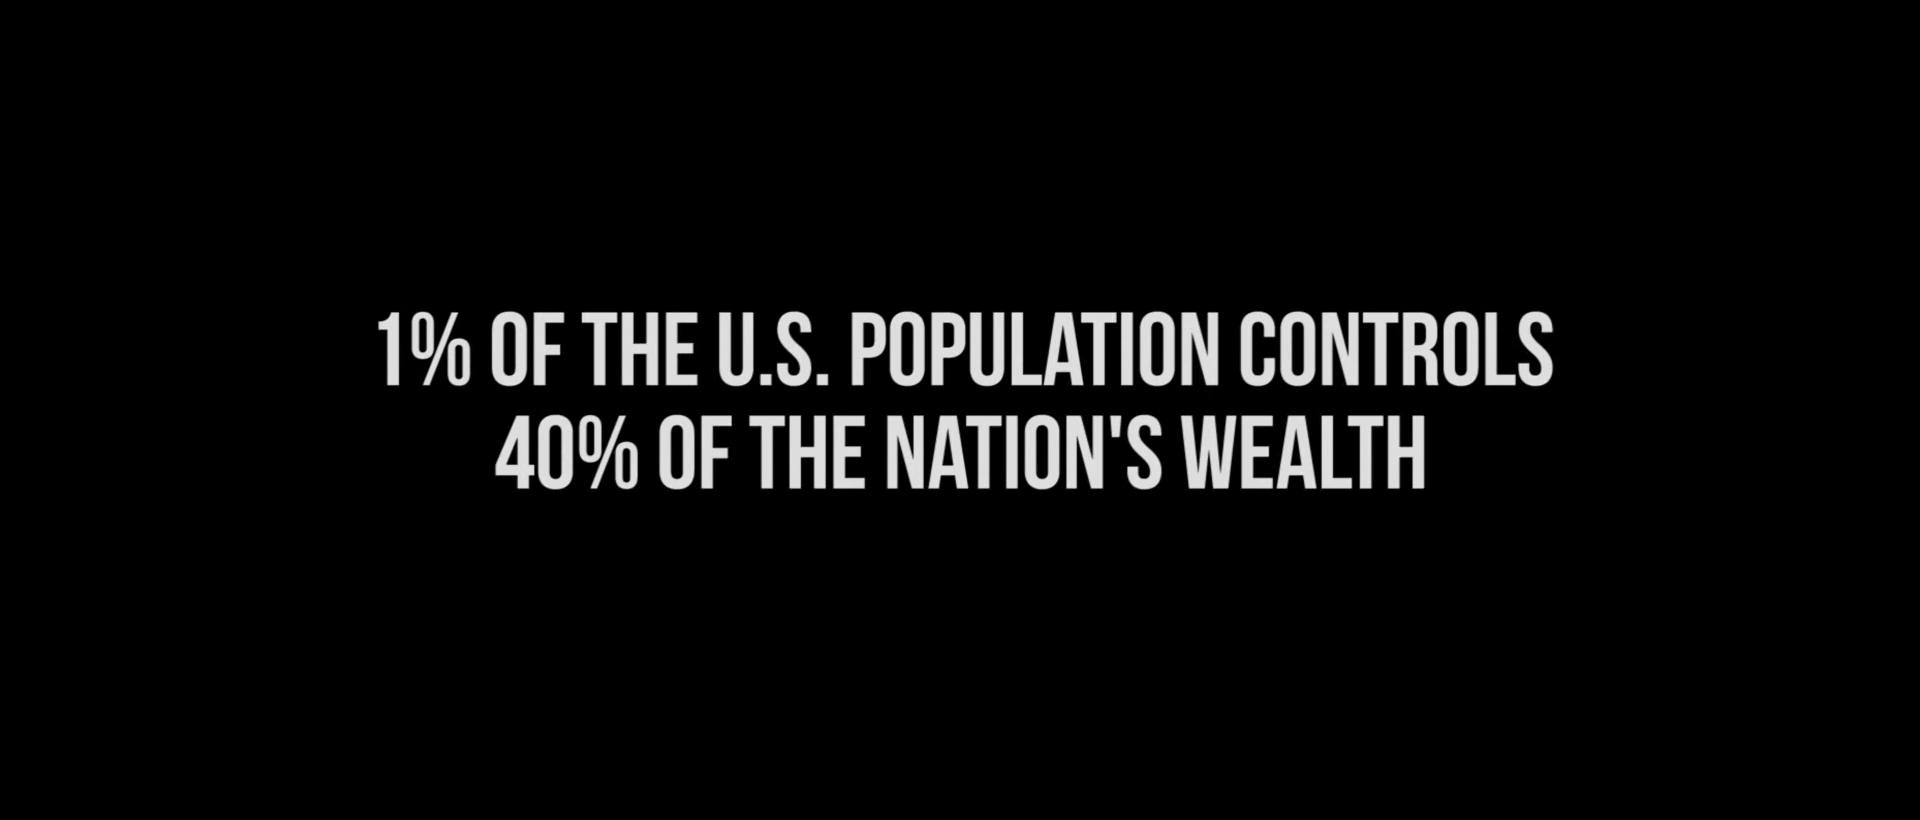 1% OF THE U.S. POPULATION CONTROLS
40% OF THE NATION'S WEALTH